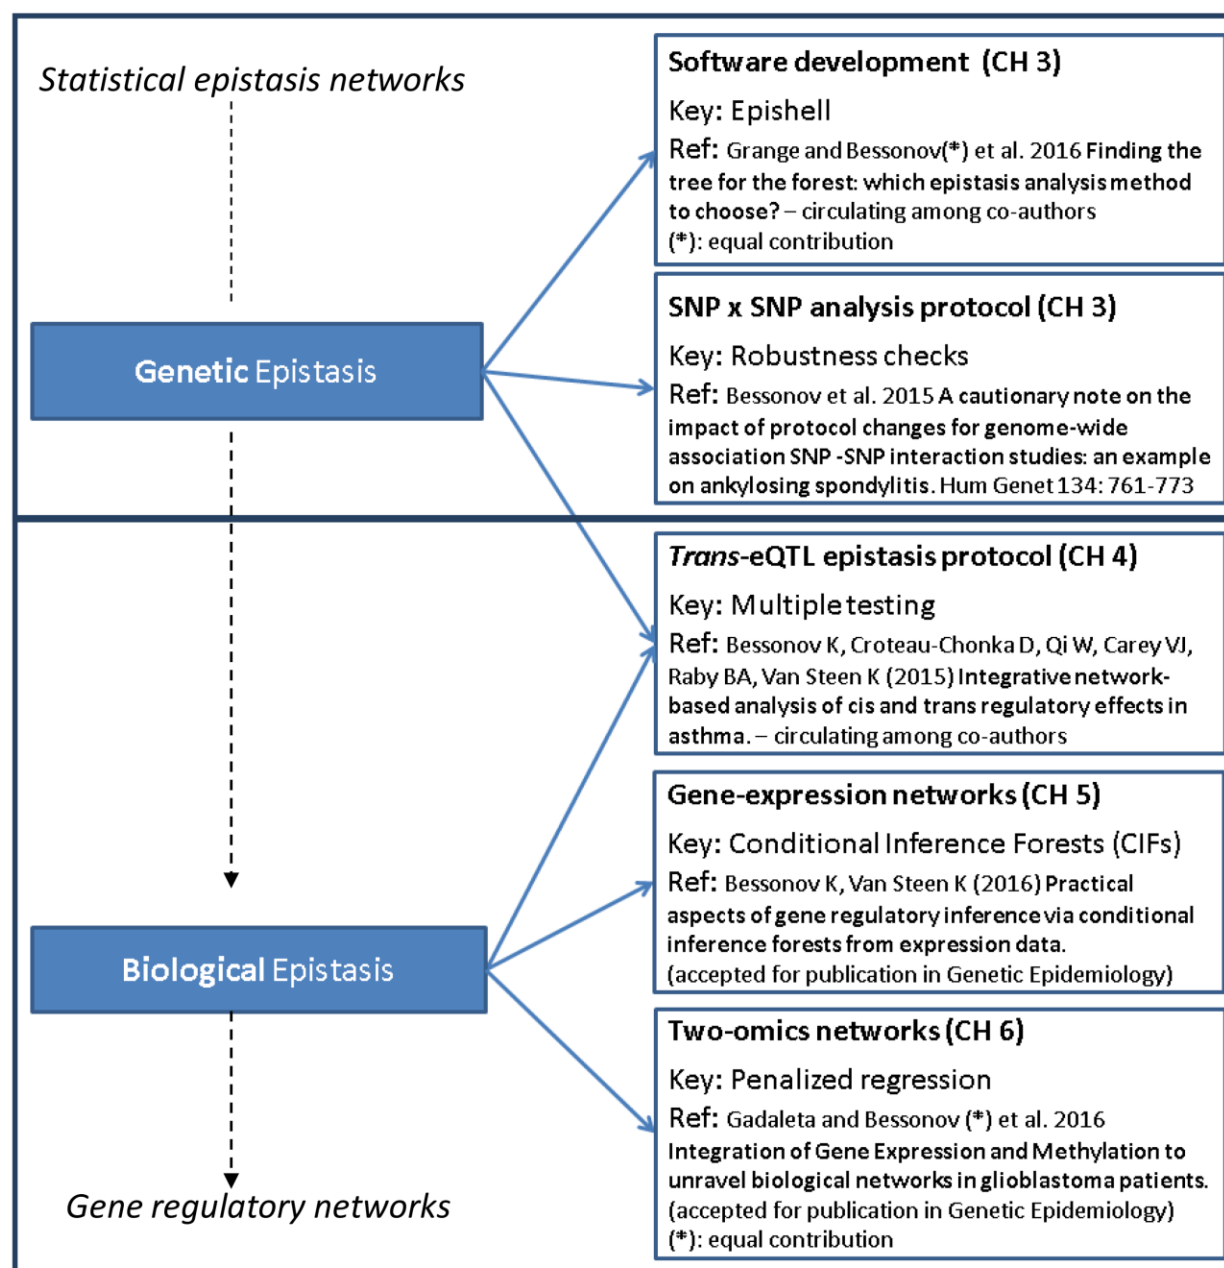 Statistical epistasis networks
Genetic Epistasis
Biological Epistasis
Gene regulatory networks
Software development (CH 3)
Key: Epishell
Ref: Grange and Bessonov(*) et al. 2016 Finding the
tree for the forest: which epistasis analysis method
to choose? – circulating among co-authors
(*): equal contribution
SNP x SNP analysis protocol (CH 3)
Key: Robustness checks
Ref: Bessonov et al. 2015 A cautionary note on the
impact of protocol changes for genome-wide
association SNP -SNP interaction studies: an example
on ankylosing spondylitis. Hum Genet 134: 761-773
Trans-eQTL epistasis protocol (CH 4)
Key: Multiple testing
Ref: Bessonov K, Croteau-Chonka D, Qi W, Carey VJ,
Raby BA, Van Steen K (2015) Integrative network-
based analysis of cis and trans regulatory effects in
asthma. – circulating among co-authors
Gene-expression networks (CH 5)
Key: Conditional Inference Forests (CIFs)
Ref: Bessonov K, Van Steen K (2016) Practical
aspects of gene regulatory inference via conditional
inference forests from expression data.
(accepted for publication in Genetic Epidemiology)
Two-omics networks (CH 6)
Key: Penalized regression
Ref: Gadaleta and Bessonov (*) et al. 2016
Integration of Gene Expression and Methylation to
unravel biological networks in glioblastoma patients.
(accepted for publication in Genetic Epidemiology)
(*): equal contribution